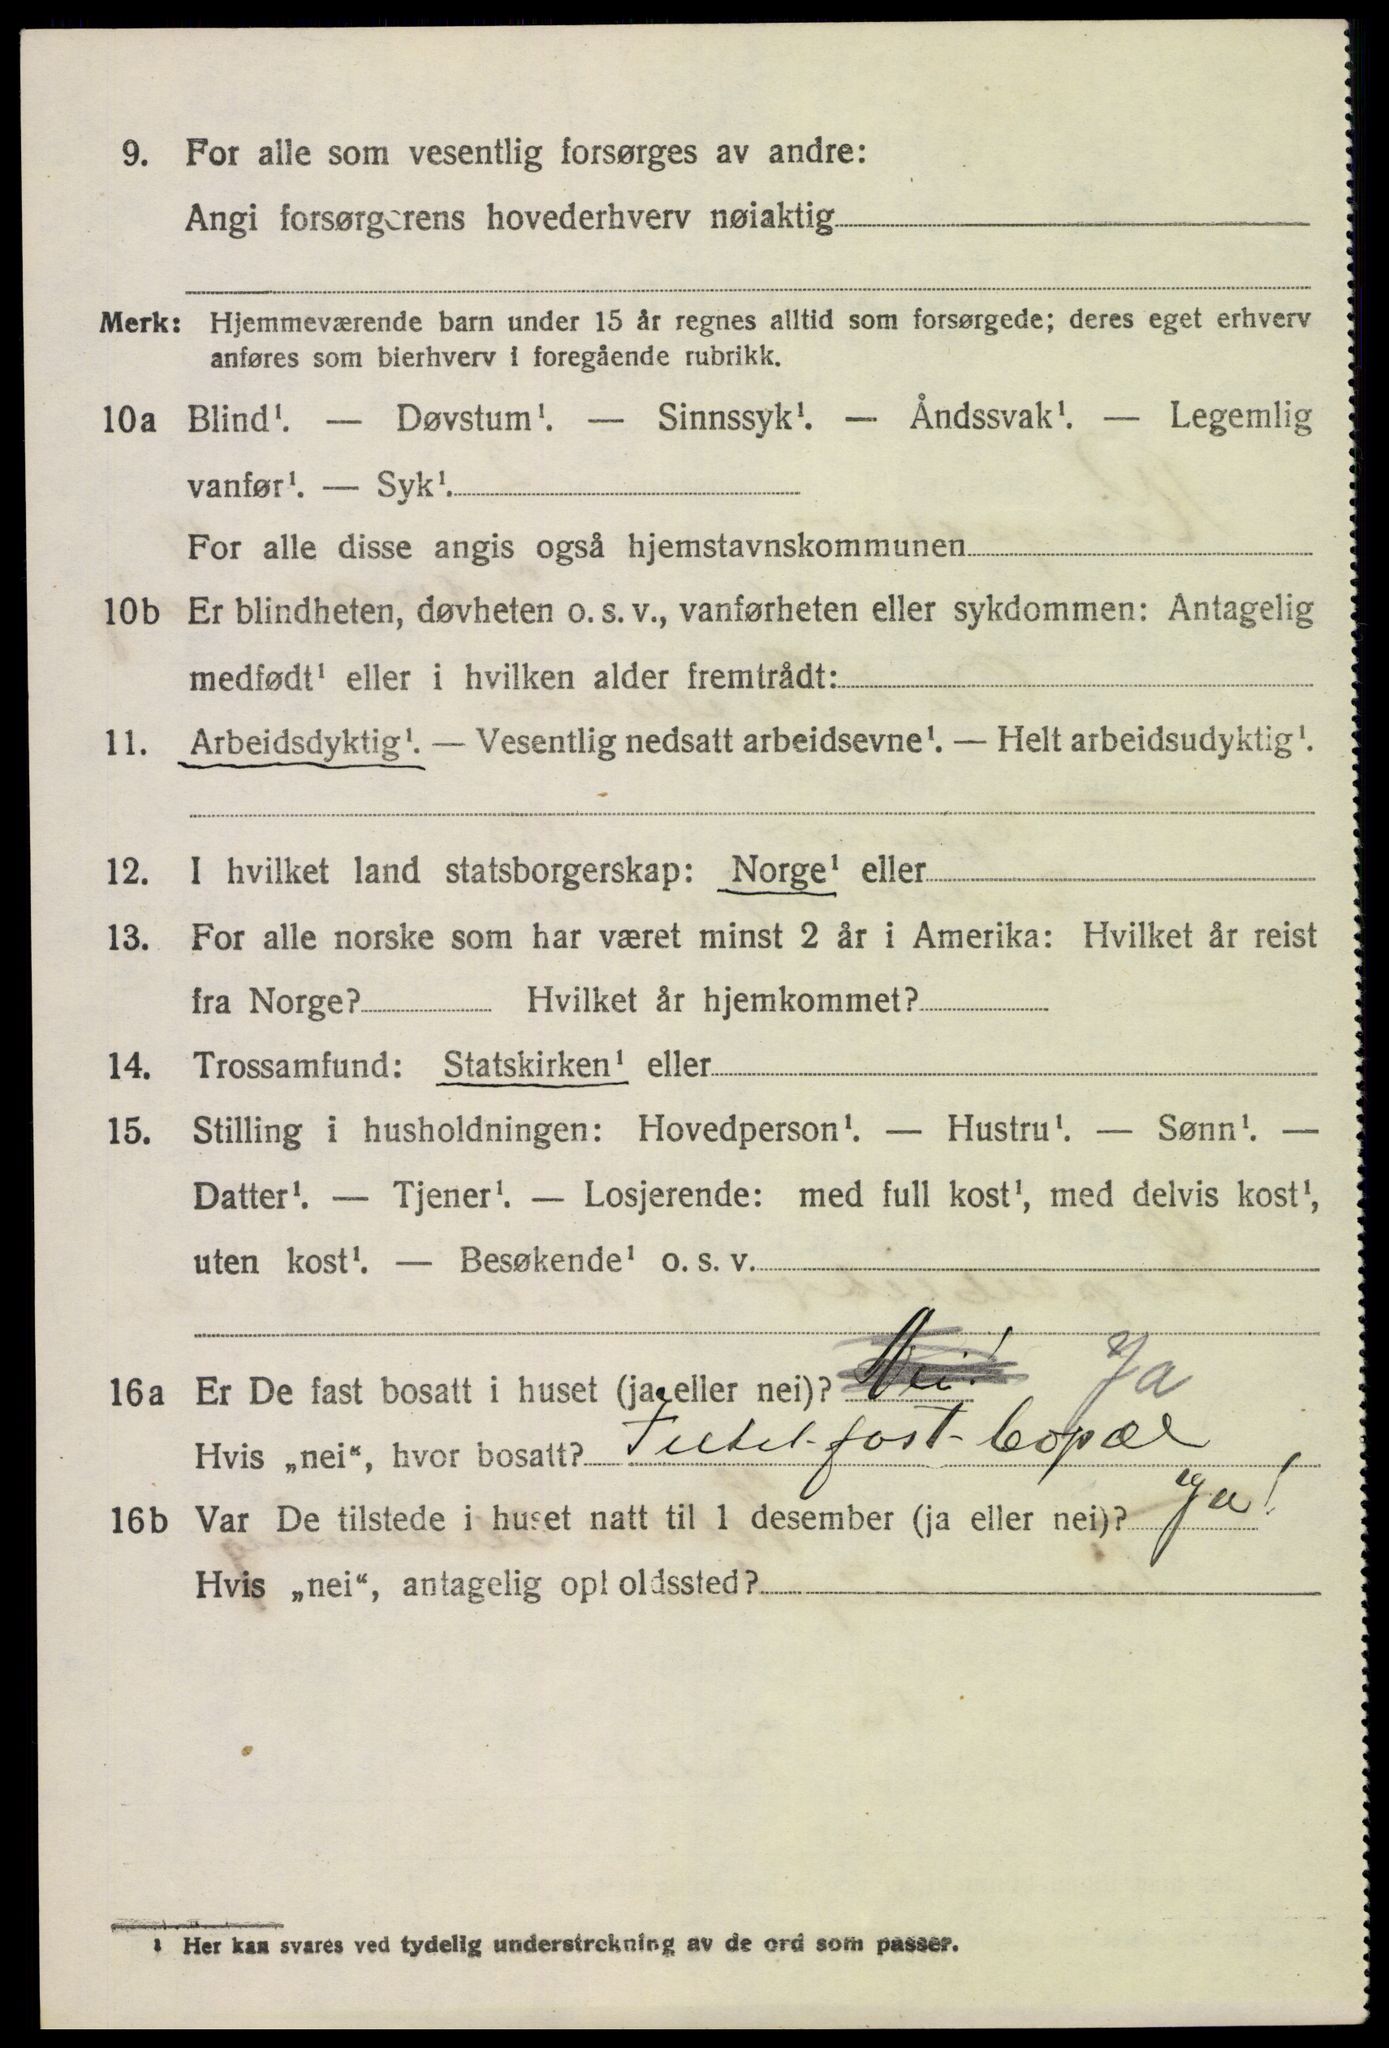 9. For alle som vesentlig forsørges av andre:
Angi forsørgerens hovederhverv nøiaktig
Merk: Hjemmeværende barn under 15 år regnes alltid som forsørgede; deres eget erhverv
anføres som bierhverv i foregående rubrikk.
10a Blind¹. — Døvstum¹. — Sinnssyk¹. — Åndssvak¹. — Legemlig
vanfør¹. — Syk¹.
For alle disse angis også hjemstavnskommunen
10b Er blindheten, døvheten o. s. v., vanførheten eller sykdommen: Antagelig
medfødt¹ eller i hvilken alder fremtrådt:
11. Arbeidsdyktig¹. — Vesentlig nedsatt arbeidsevne¹. — Helt arbeidsudyktig¹.
12. I hvilket land statsborgerskap: Norge¹ eller
13. For alle norske som har været minst 2 år i Amerika: Hvilket år reist
fra Norge? Hvilket år hjemkommet?
14. Trossamfund: Statskirken¹ eller
15. Stilling i husholdningen: Hovedperson¹. — Hustru¹. — Sønn¹. —
Datter¹. — Tjener¹. — Losjerende: med full kost¹, med delvis kost¹,
uten kost¹. — Besøkende¹ o. s. v.
16a Er De fast bosatt i huset (ja eller nei)? Nei! Ja
Hvis „nei“, hvor bosatt? fast bopæl
16b Var De tilstede i huset natt til 1 desember (ja eller nei)? Ja!
Hvis „nei“, antagelig opholdssted?
¹ Her kan svares ved tydelig understrekning av de ord som passer.